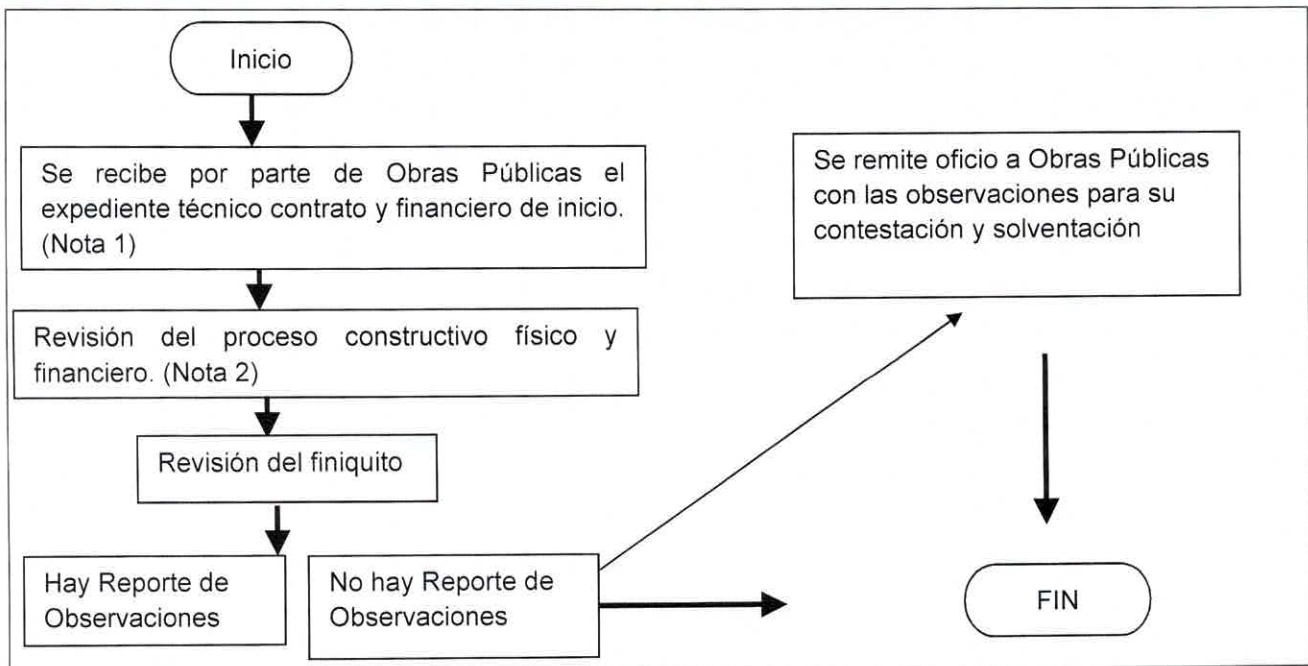 Inicio
Se recibe por parte de Obras Públicas el
expediente técnico contrato y financiero de inicio.
(Nota 1)
Revisión del proceso constructivo físico y
financiero. (Nota 2)
Revisión del finiquito
Hay Reporte de
Observaciones
No hay Reporte de
Observaciones
Se remite oficio a Obras Públicas
con las observaciones para su
contestación y solventación
FIN